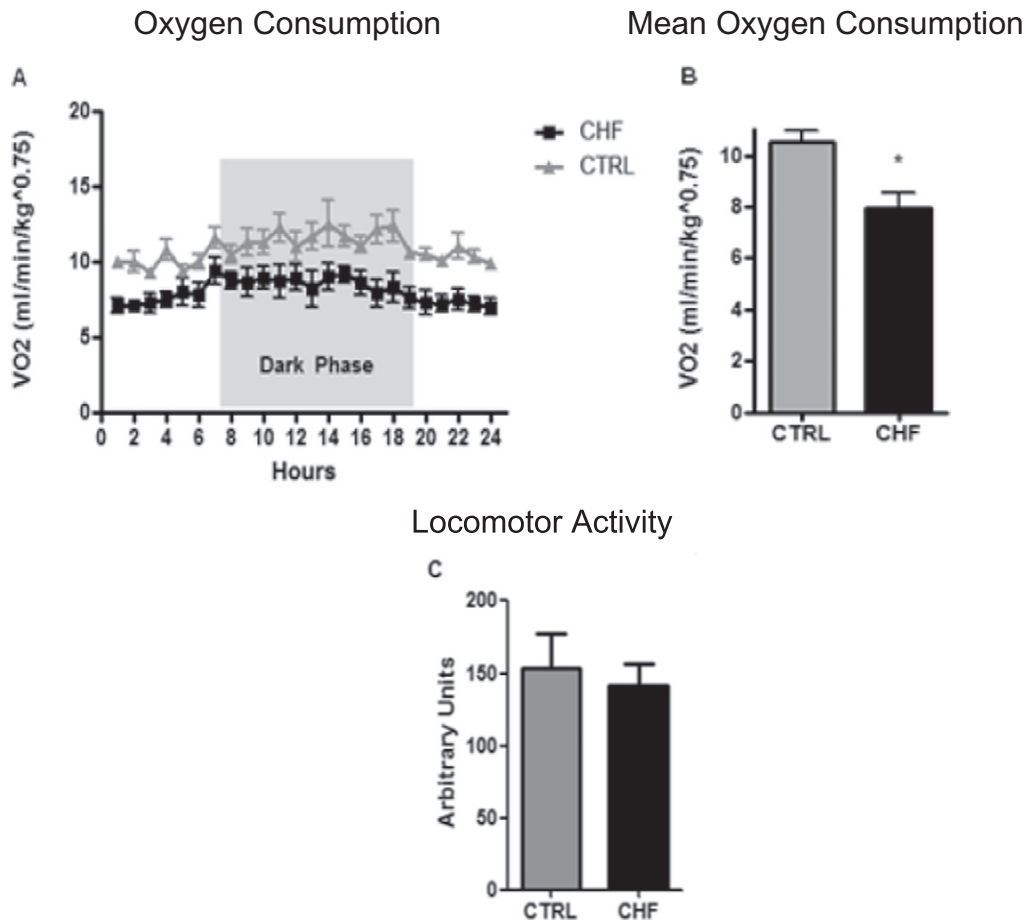 Oxygen Consumption
Mean Oxygen Consumption
A
VO2 (ml/min/kg^0.75)
20
15
10
5
0
0 2 4 6 8 10 12 14 16 18 20 22 24
Hours
Dark Phase
CHF
CTRL
B
VO2 (ml/min/kg^0.75)
10
8
6
4
2
0
*
CTRL CHF
Locomotor Activity
C
Arbitrary Units
200
150
100
50
0
CTRL CHF